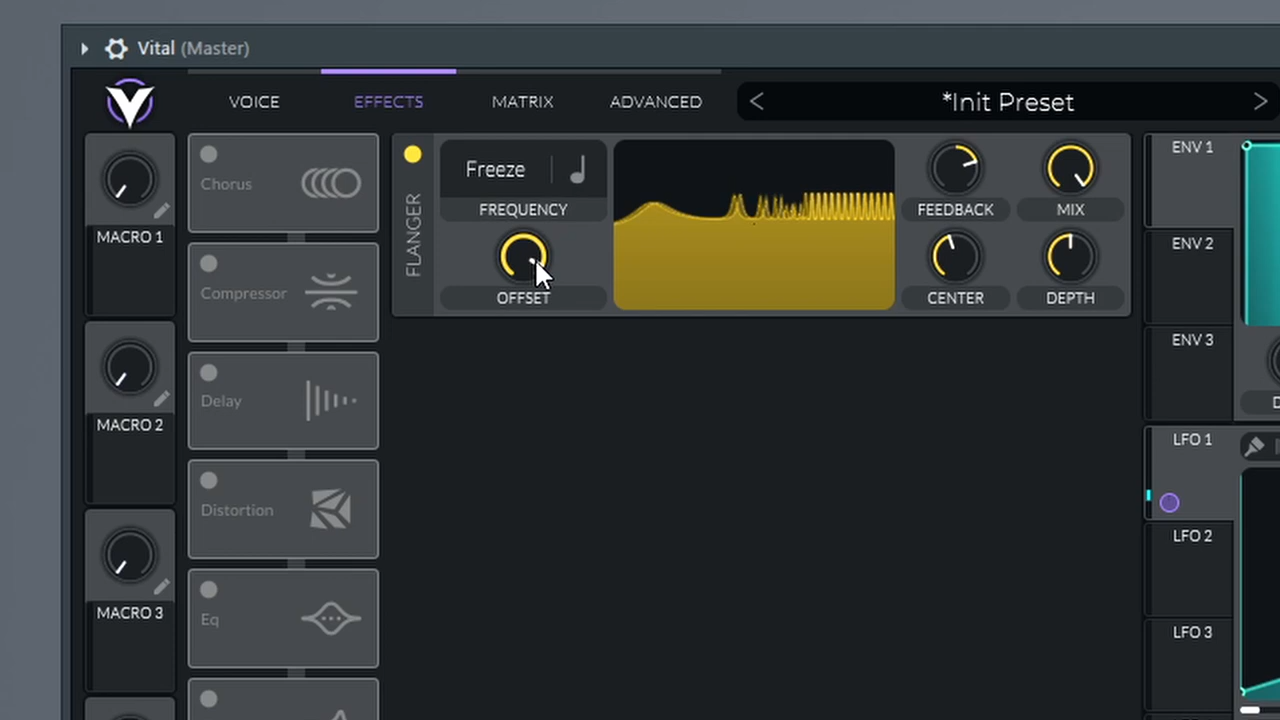 Vital (Master)
VOICE
EFFECTS
MATRIX
ADVANCED
*Init Preset
MACRO 1
MACRO 2
MACRO 3
Chorus
Compressor
Delay
Distortion
Eq
FLANGER
Freeze
FREQUENCY
OFFSET
FEEDBACK
MIX
CENTER
DEPTH
ENV 1
ENV 2
ENV 3
LFO 1
LFO 2
LFO 3